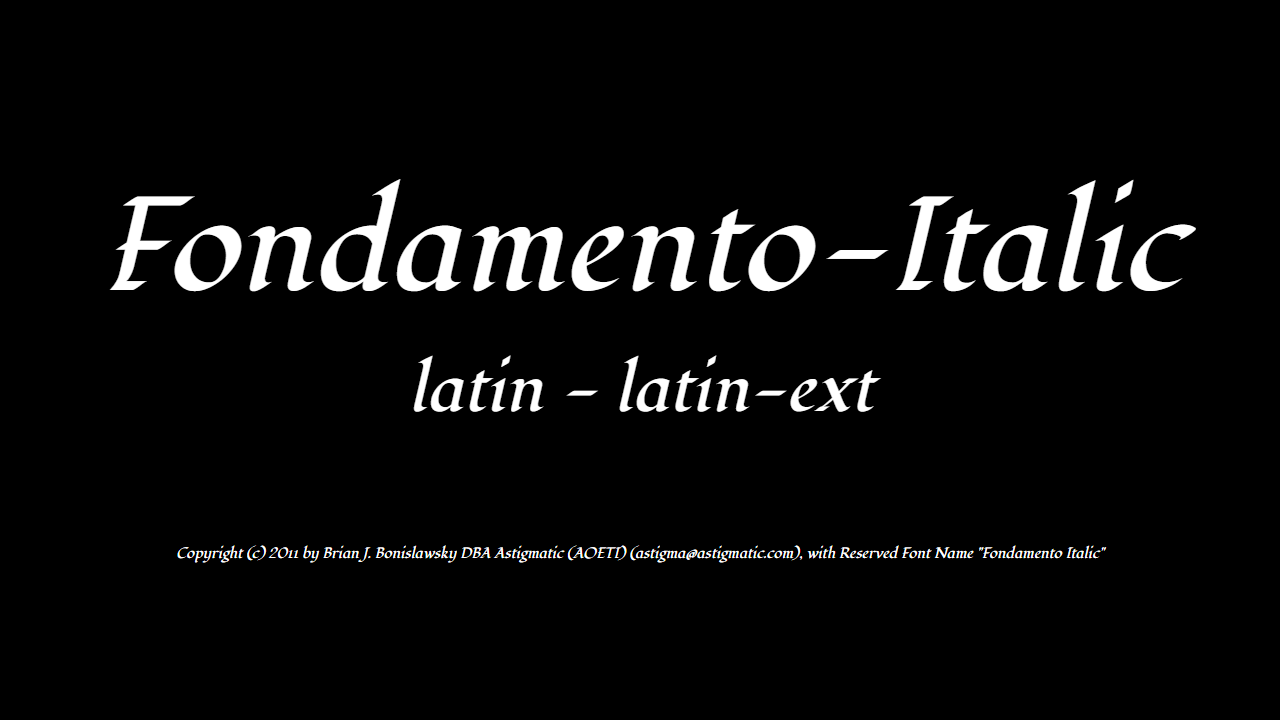 Fondamento-Italic
latin - latin-ext
Copyright (c) 2011 by Brian J. Bonislawsky DBA Astigmatic (AOETI) (astigma@astigmatic.com), with Reserved Font Name "Fondamento Italic"